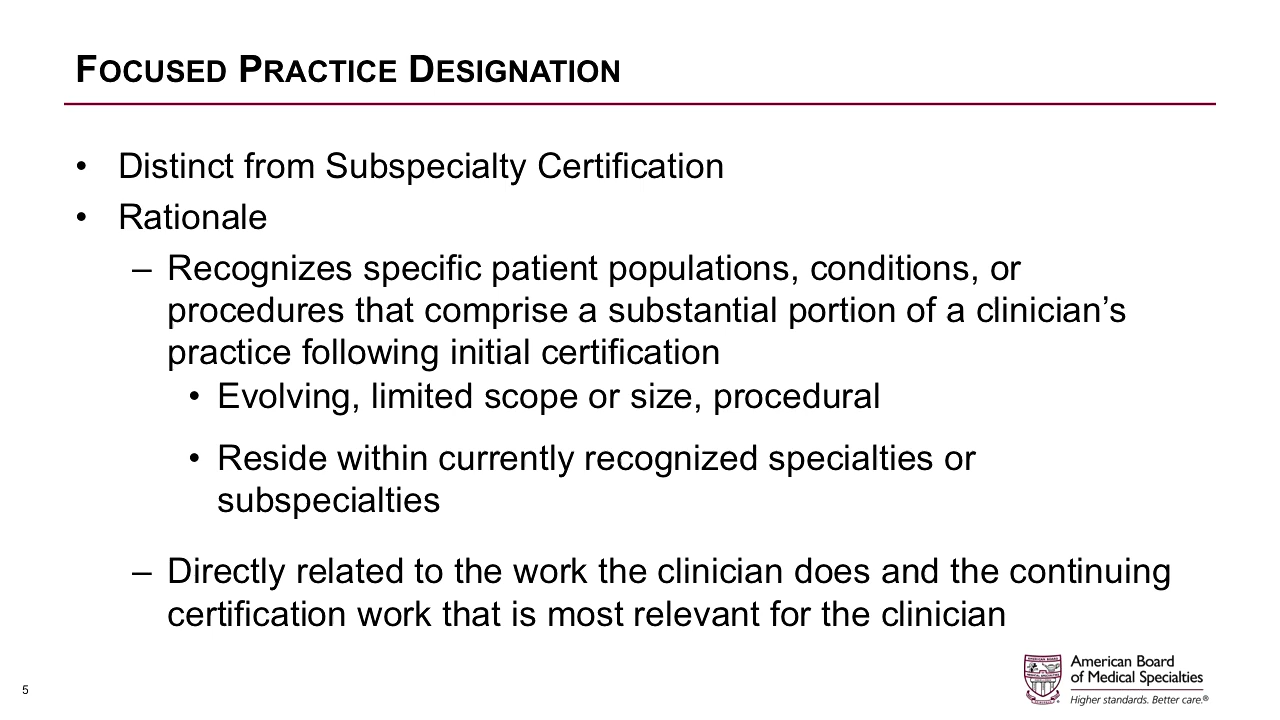 FOCUSED PRACTICE DESIGNATION
• Distinct from Subspecialty Certification
• Rationale
– Recognizes specific patient populations, conditions, or
procedures that comprise a substantial portion of a clinician’s
practice following initial certification
• Evolving, limited scope or size, procedural
• Reside within currently recognized specialties or
subspecialties
– Directly related to the work the clinician does and the continuing
certification work that is most relevant for the clinician
5
American Board
of Medical Specialties
Higher standards. Better care.®